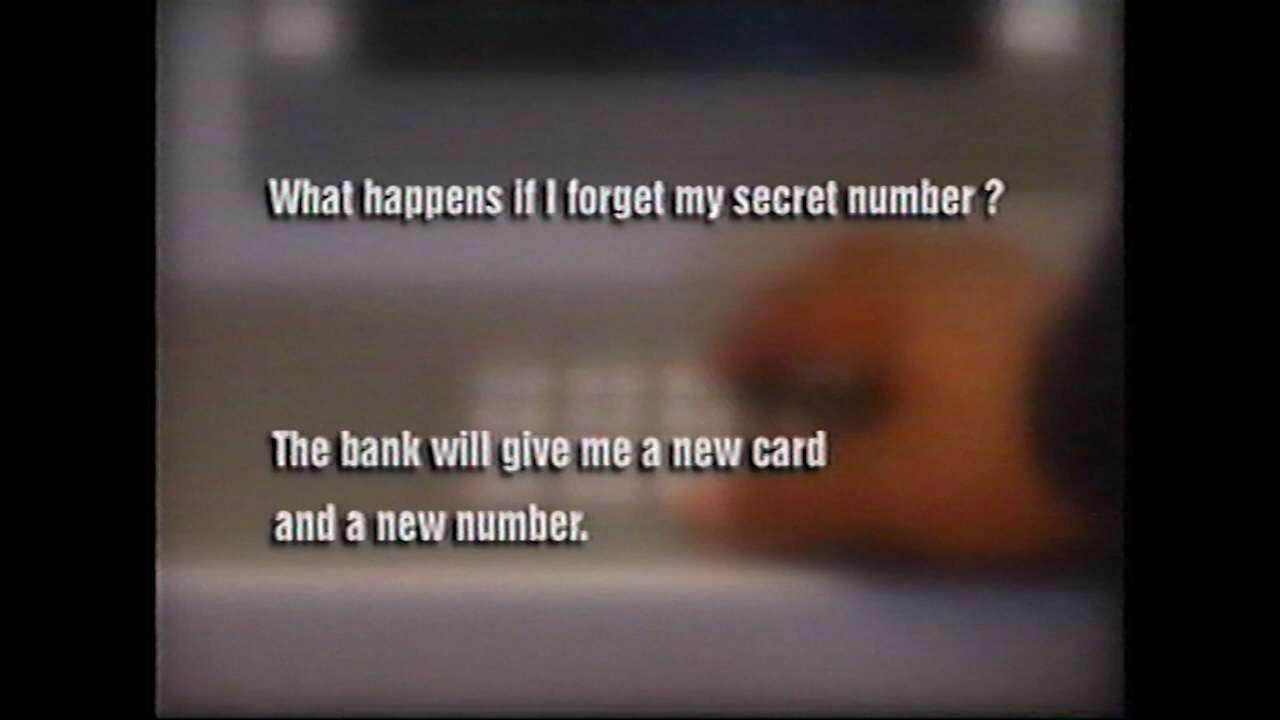 What happens if I forget my secret number ?
The bank will give me a new card
and a new number.